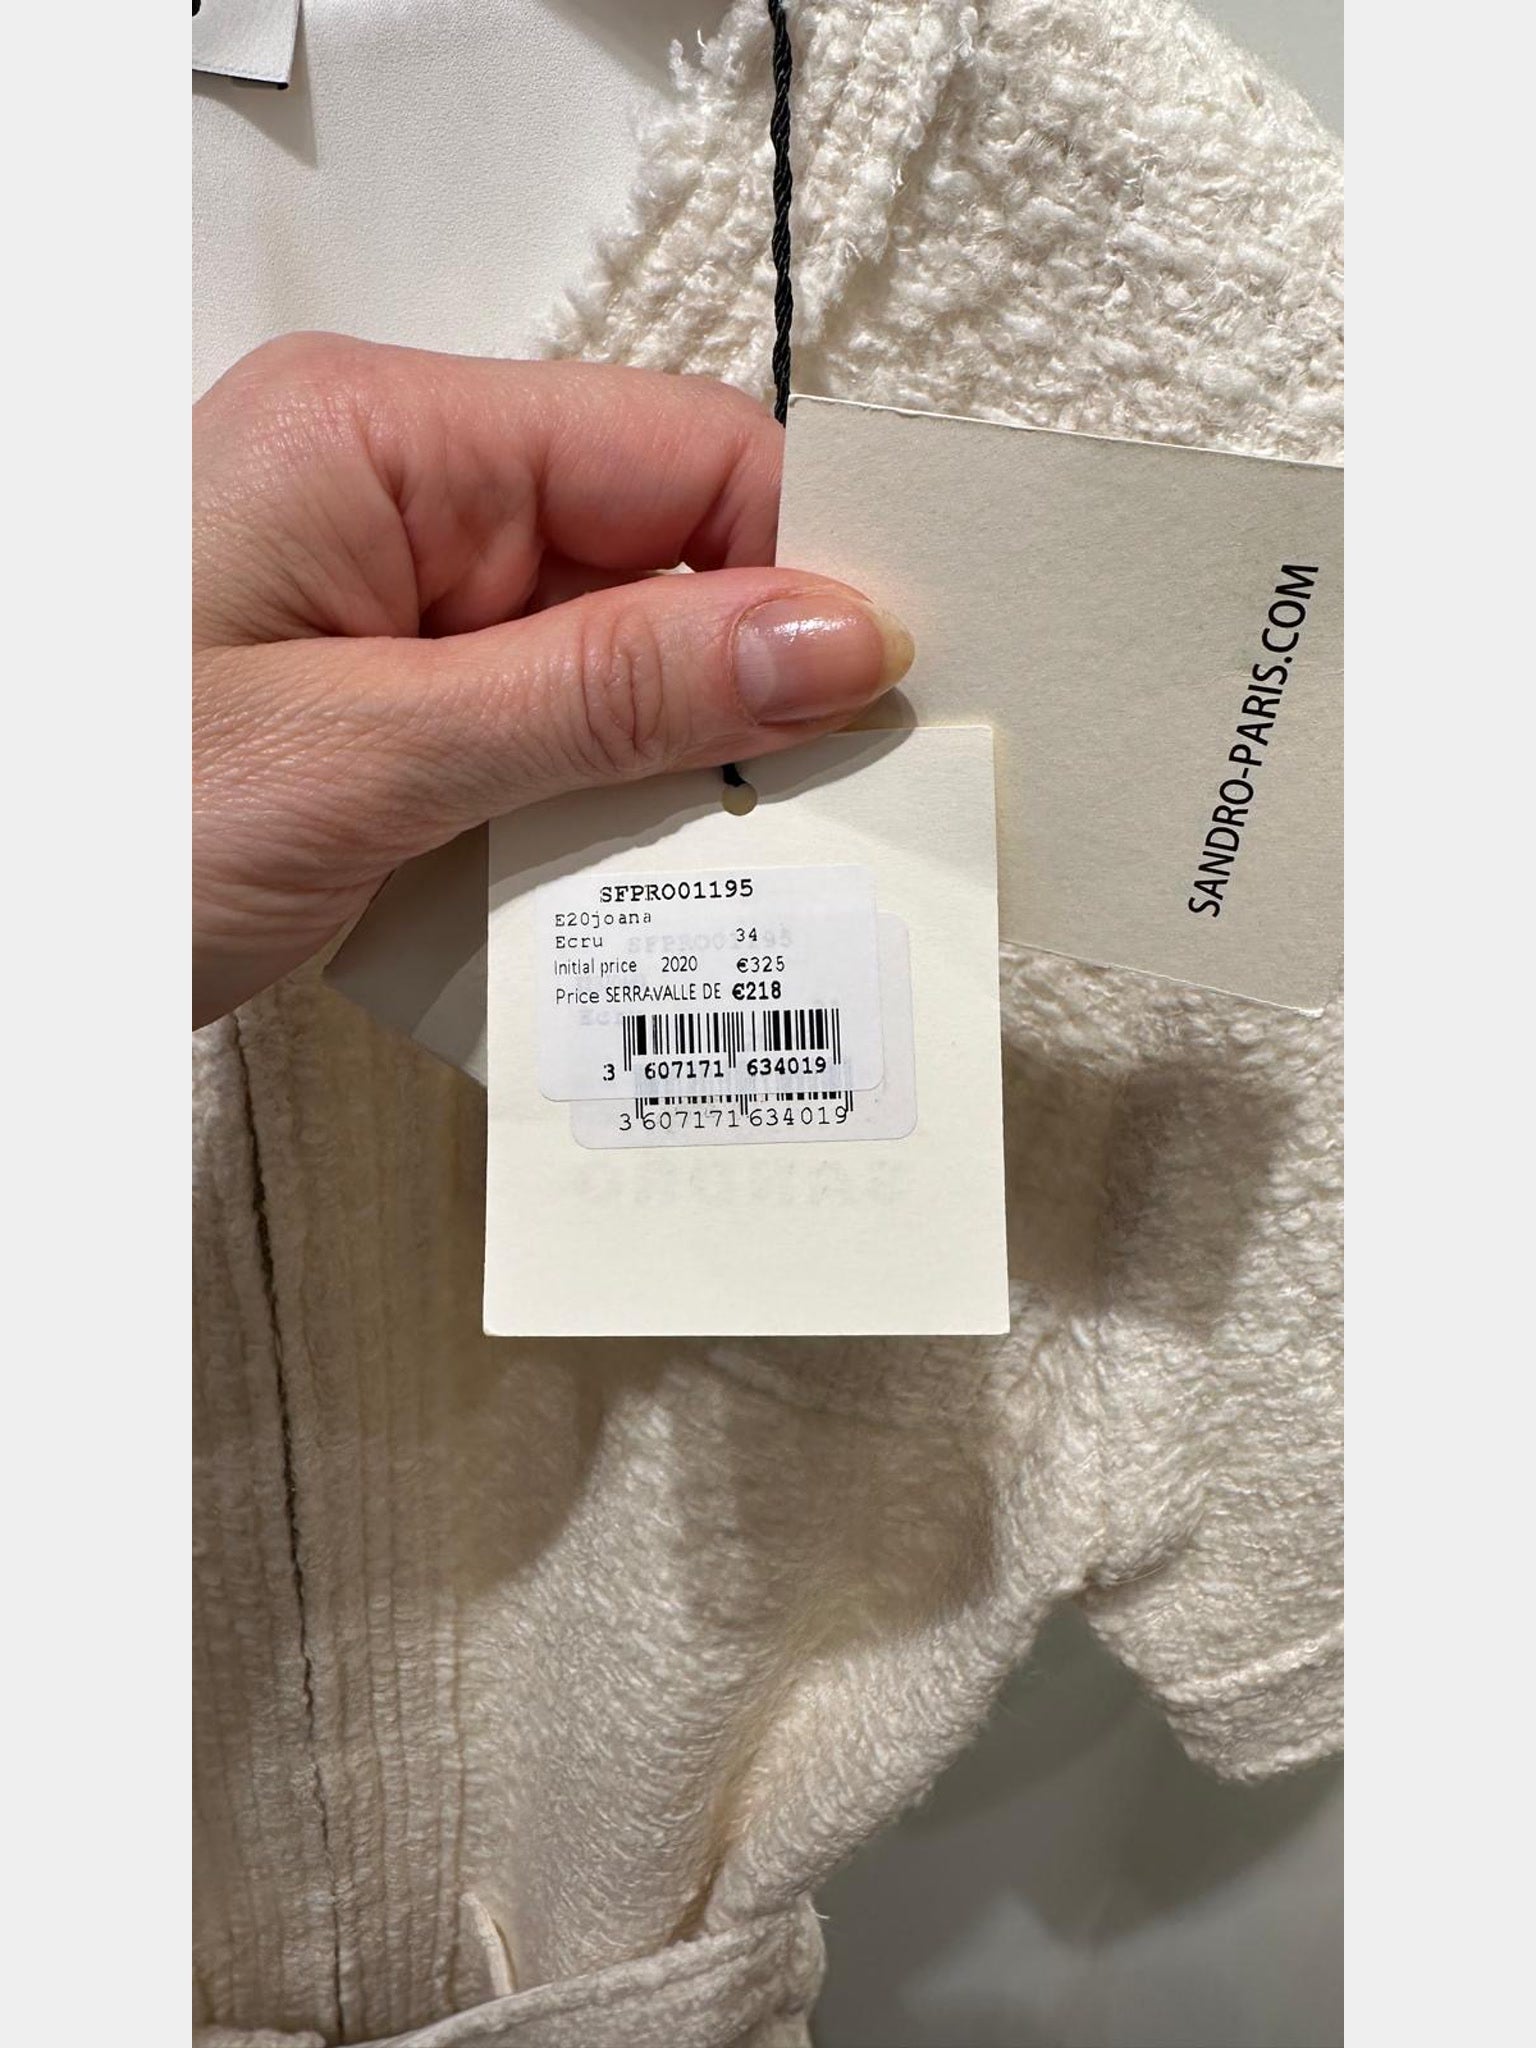 SANDRO-PARIS.COM
SFPRO01195
E20joana
Ecru 34
Initial price 2020 €325
Price SERRAVALLE DE €218
3 607171 634019
3 607171 634019